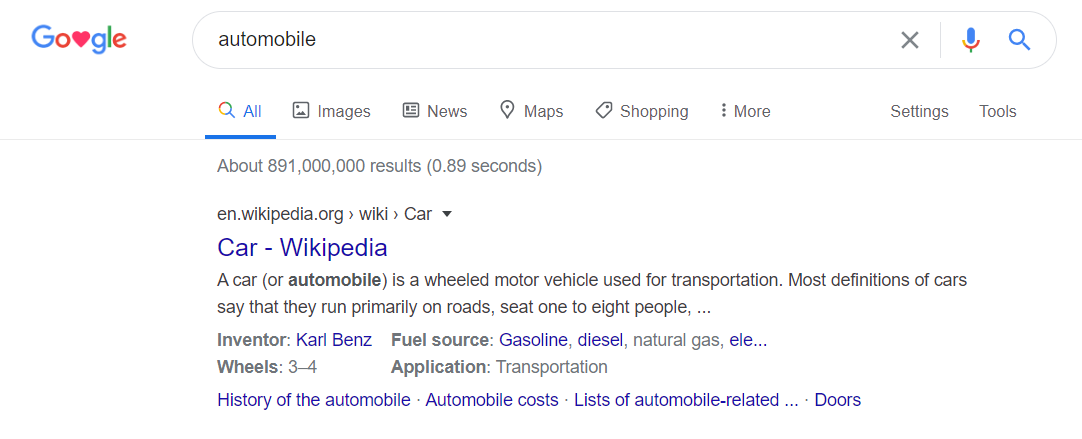 Google
automobile
All Images News Maps Shopping More Settings Tools
About 891,000,000 results (0.89 seconds)
en.wikipedia.org › wiki › Car
Car - Wikipedia
A car (or automobile) is a wheeled motor vehicle used for transportation. Most definitions of cars
say that they run primarily on roads, seat one to eight people, ...
Inventor: Karl Benz Fuel source: Gasoline, diesel, natural gas, ele...
Wheels: 3–4 Application: Transportation
History of the automobile · Automobile costs · Lists of automobile-related ... · Doors